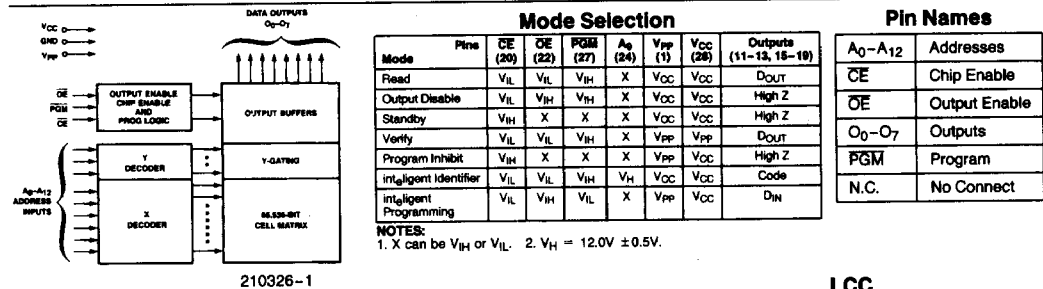 DATA OUTPUTS
O0–O7
VCC
GND
VPP
OE
PGM
CE
OUTPUT ENABLE
CHIP ENABLE
AND
PROG LOGIC
OUTPUT BUFFERS
Y
DECODER
Y-GATING
A0–A12
ADDRESS
INPUTS
X
DECODER
65,536-BIT
CELL MATRIX
210326–1
Mode Selection
Pins Mode CE (20) OE (22) PGM (27) A9 (24) VPP (1) VCC (28) Outputs (11–13, 15–19)
Read VIL VIL VIH X VCC VCC DOUT
Output Disable VIL VIH VIH X VCC VCC High Z
Standby VIH X X X VCC VCC High Z
Verify VIL VIL VIH X VPP VPP DOUT
Program Inhibit VIH X X X VPP VCC High Z
inteligent Identifier VIL VIL VIH VH VCC VCC Code
inteligent Programming VIL VIH VIL X VPP VCC DIN
NOTES:
1. X can be VIH or VIL. 2. VH = 12.0V ±0.5V.
Pin Names
A0–A12 Addresses
CE Chip Enable
OE Output Enable
O0–O7 Outputs
PGM Program
N.C. No Connect
LCC